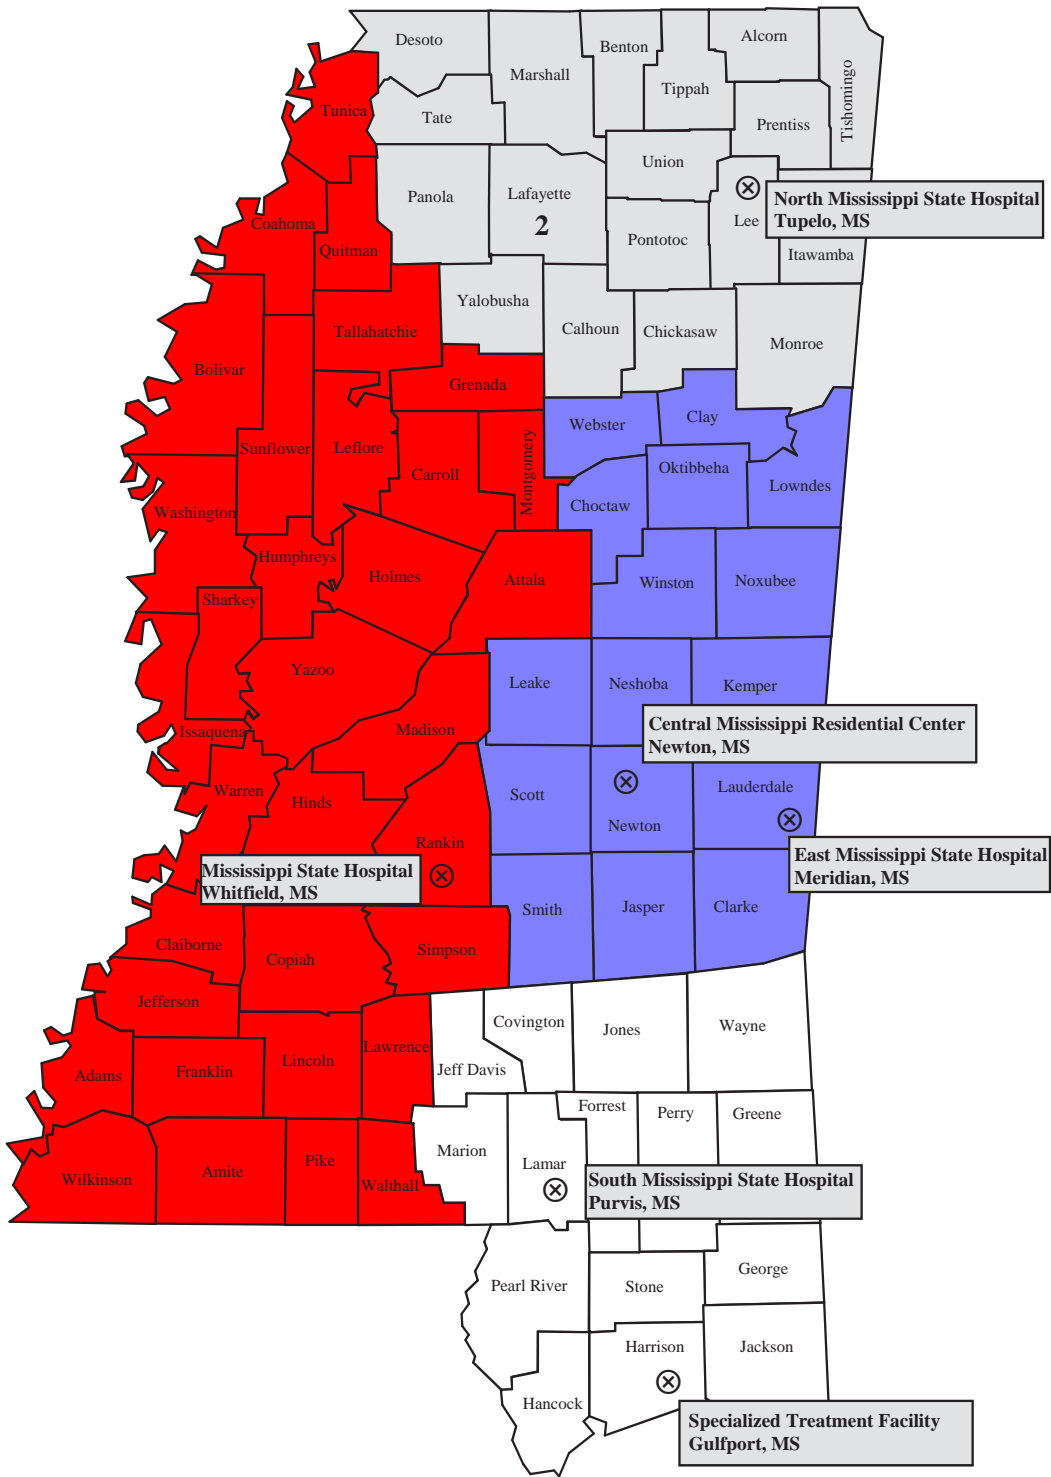 Desoto
Marshall
Benton
Alcorn
Tippah
Tishomingo
Tunica
Tate
Prentiss
Union
Panola
Lafayette
2
Lee
North Mississippi State Hospital
Tupelo, MS
Coahoma
Quitman
Pontotoc
Itawamba
Yalobusha
Tallahatchie
Calhoun
Chickasaw
Monroe
Bolivar
Grenada
Webster
Clay
Sunflower
Leflore
Carroll
Montgomery
Oktibbeha
Lowndes
Choctaw
Washington
Humphreys
Holmes
Attala
Winston
Noxubee
Sharkey
Yazoo
Leake
Neshoba
Kemper
Central Mississippi Residential Center
Newton, MS
Issaquena
Madison
Warren
Hinds
Scott
Lauderdale
Newton
Rankin
East Mississippi State Hospital
Meridian, MS
Mississippi State Hospital
Whitfield, MS
Smith
Jasper
Clarke
Claiborne
Copiah
Simpson
Jefferson
Covington
Jones
Wayne
Lawrence
Jeff Davis
Adams
Franklin
Lincoln
Forrest
Perry
Greene
Marion
Lamar
Wilkinson
Amite
Pike
Walthall
South Mississippi State Hospital
Purvis, MS
Pearl River
Stone
George
Harrison
Jackson
Hancock
Specialized Treatment Facility
Gulfport, MS